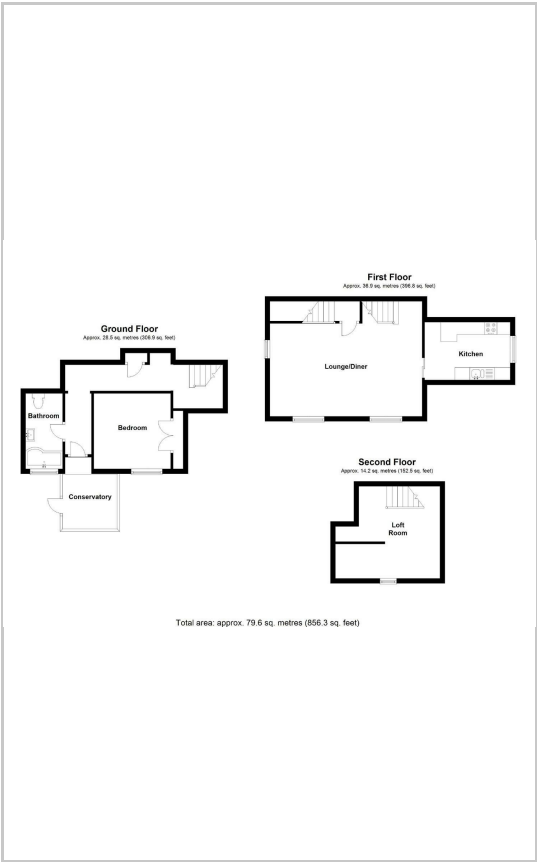 First Floor
Approx. 36.9 sq. metres (396.8 sq. feet)
Ground Floor
Approx. 28.5 sq. metres (306.9 sq. feet)
Kitchen
Lounge/Diner
Bathroom
Bedroom
Second Floor
Approx. 14.2 sq. metres (152.6 sq. feet)
Conservatory
Loft
Room
Total area: approx. 79.6 sq. metres (856.3 sq. feet)